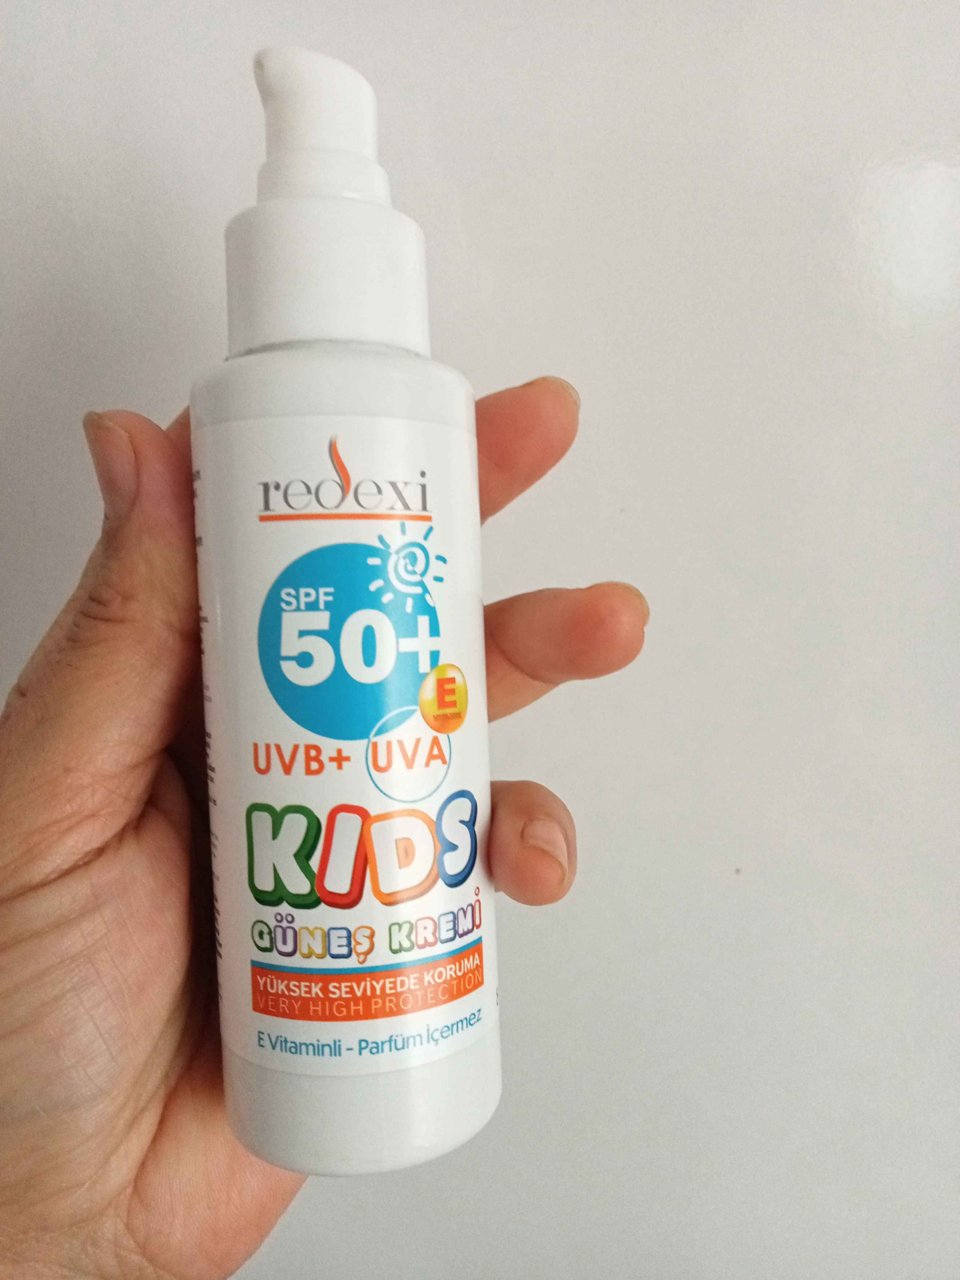 redexi
SPF
50+
E
UVB+ UVA
KIDS
GÜNEŞ KREMİ
YÜKSEK SEVİYEDE KORUMA
VERY HIGH PROTECTION
E Vitaminli - Parfüm İçermez